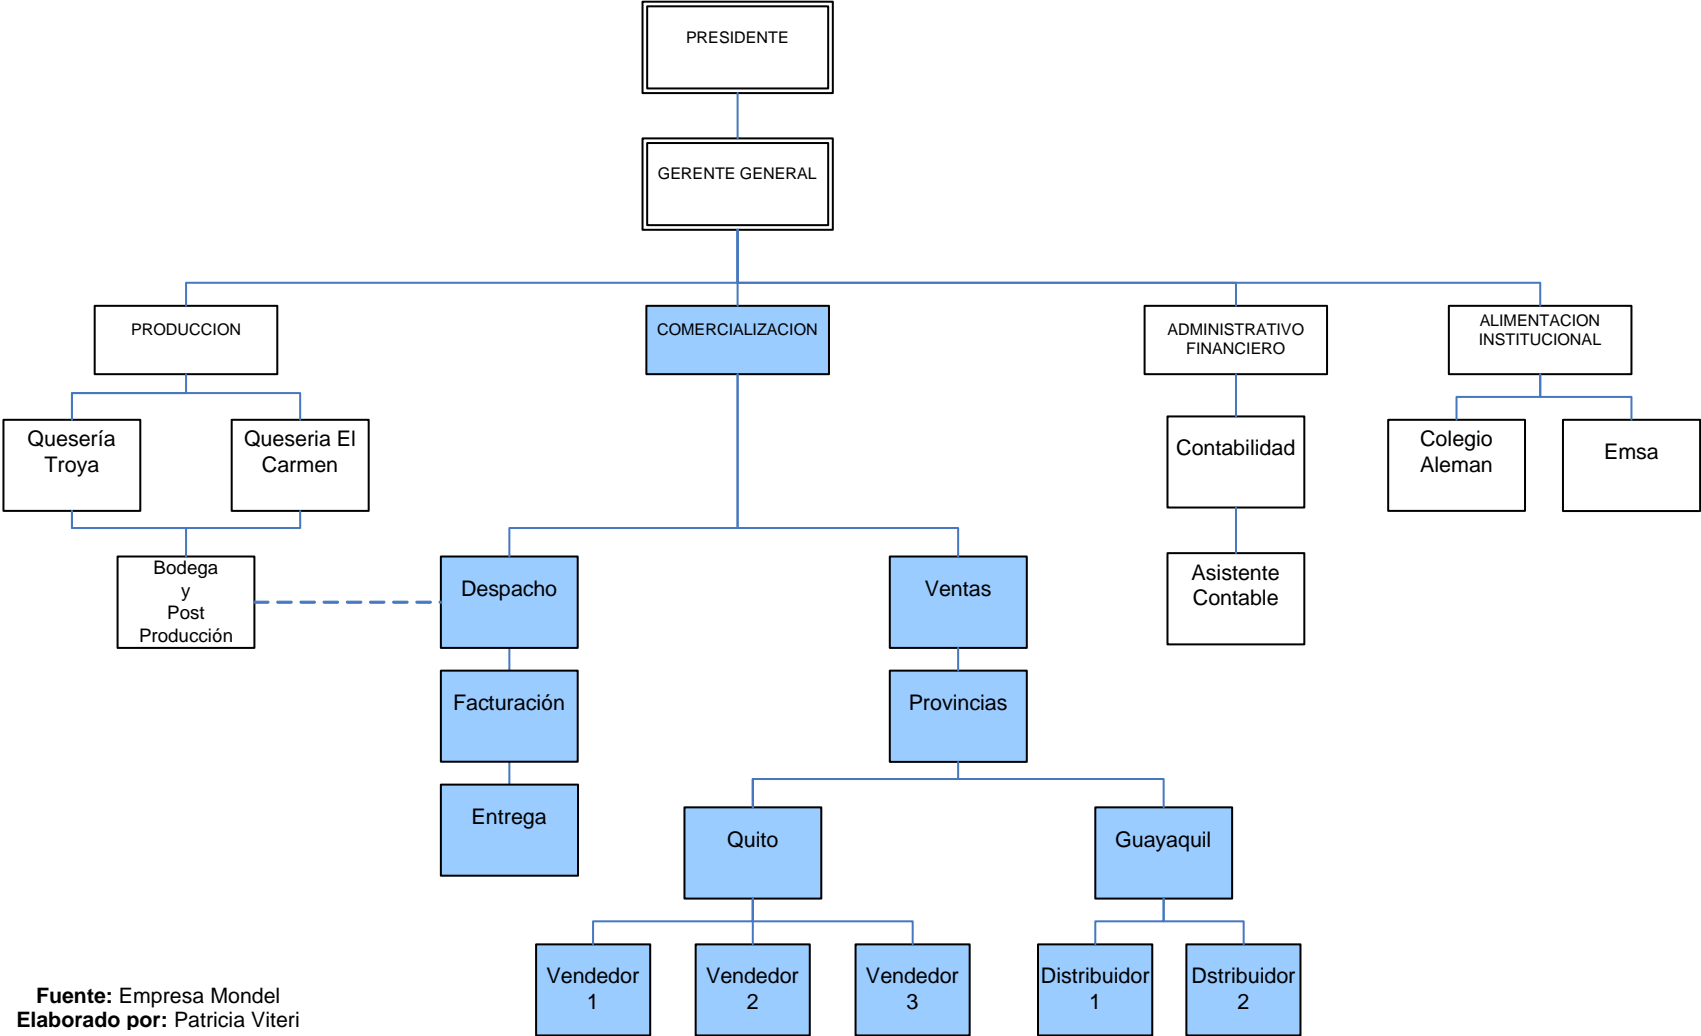 PRESIDENTE
GERENTE GENERAL
PRODUCCION
COMERCIALIZACION
ADMINISTRATIVO
FINANCIERO
ALIMENTACION
INSTITUCIONAL
Quesería
Troya
Queseria El
Carmen
Contabilidad
Colegio
Aleman
Emsa
Bodega
y
Post
Producción
Despacho
Ventas
Asistente
Contable
Facturación
Provincias
Entrega
Quito
Guayaquil
Vendedor
1
Vendedor
2
Vendedor
3
Distribuidor
1
Dstribuidor
2
Fuente: Empresa Mondel
Elaborado por: Patricia Viteri